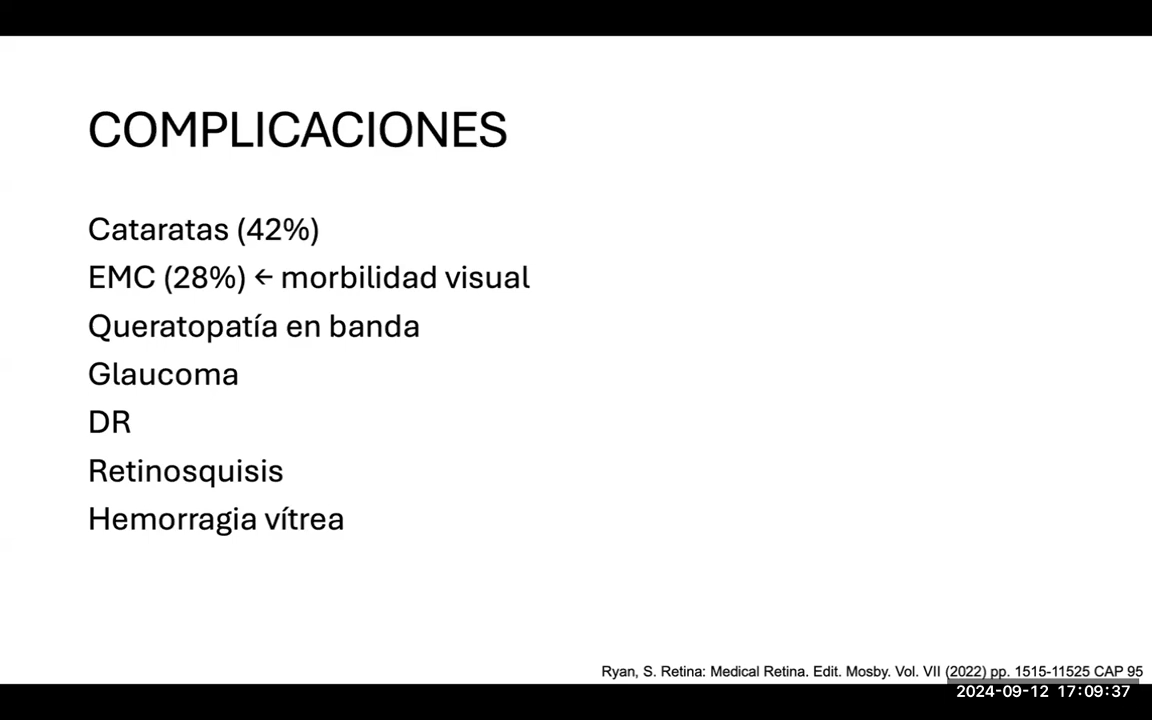 COMPLICACIONES
Cataratas (42%)
EMC (28%) ← morbilidad visual
Queratopatía en banda
Glaucoma
DR
Retinosquisis
Hemorragia vítrea
Ryan, S. Retina: Medical Retina. Edit. Mosby. Vol. VII (2022) pp. 1515-11525 CAP 95
2024-09-12 17:09:37